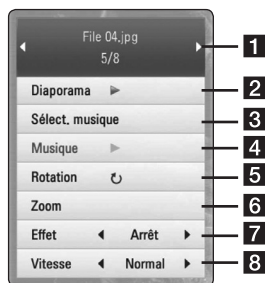 File 04.jpg
5/8
1
Diaporama
2
Sélect. musique
3
Musique
4
Rotation
5
Zoom
6
Effet Arrêt
7
Vitesse Normal
8